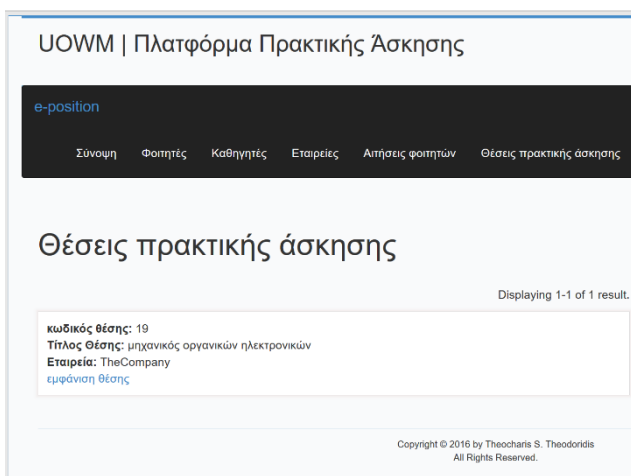 UOWM | Πλατφόρμα Πρακτικής Άσκησης
e-position
Σύνοψη Φοιτητές Καθηγητές Εταιρείες Αιτήσεις φοιτητών Θέσεις πρακτικής άσκησης
Θέσεις πρακτικής άσκησης
Displaying 1-1 of 1 result.
κωδικός θέσης: 19
Τίτλος Θέσης: μηχανικός οργανικών ηλεκτρονικών
Εταιρεία: TheCompany
εμφάνιση θέσης
Copyright © 2016 by Theocharis S. Theodoridis
All Rights Reserved.